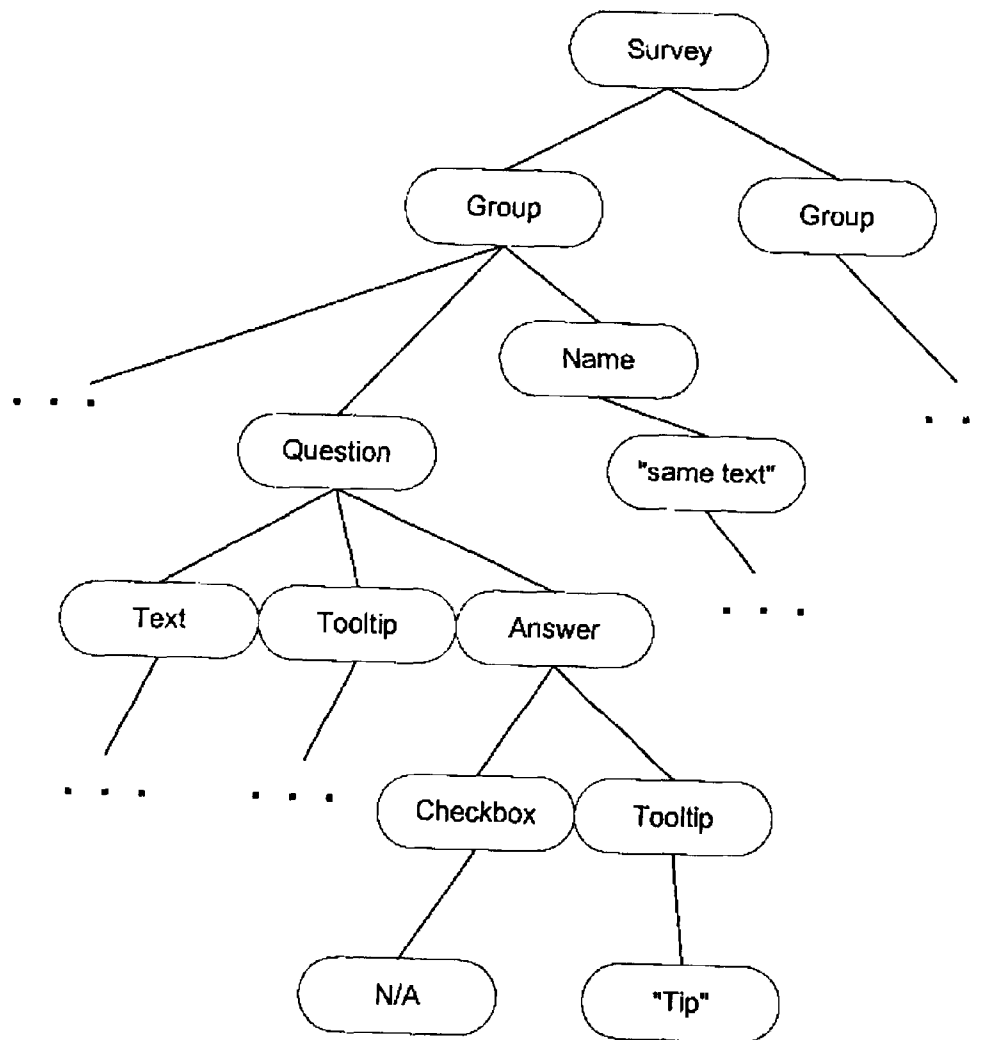 Survey
Group
Group
Name
. . .
. .
Question
"same text"
Text
Tooltip
Answer
. . .
. . .
. . .
Checkbox
Tooltip
N/A
"Tip"